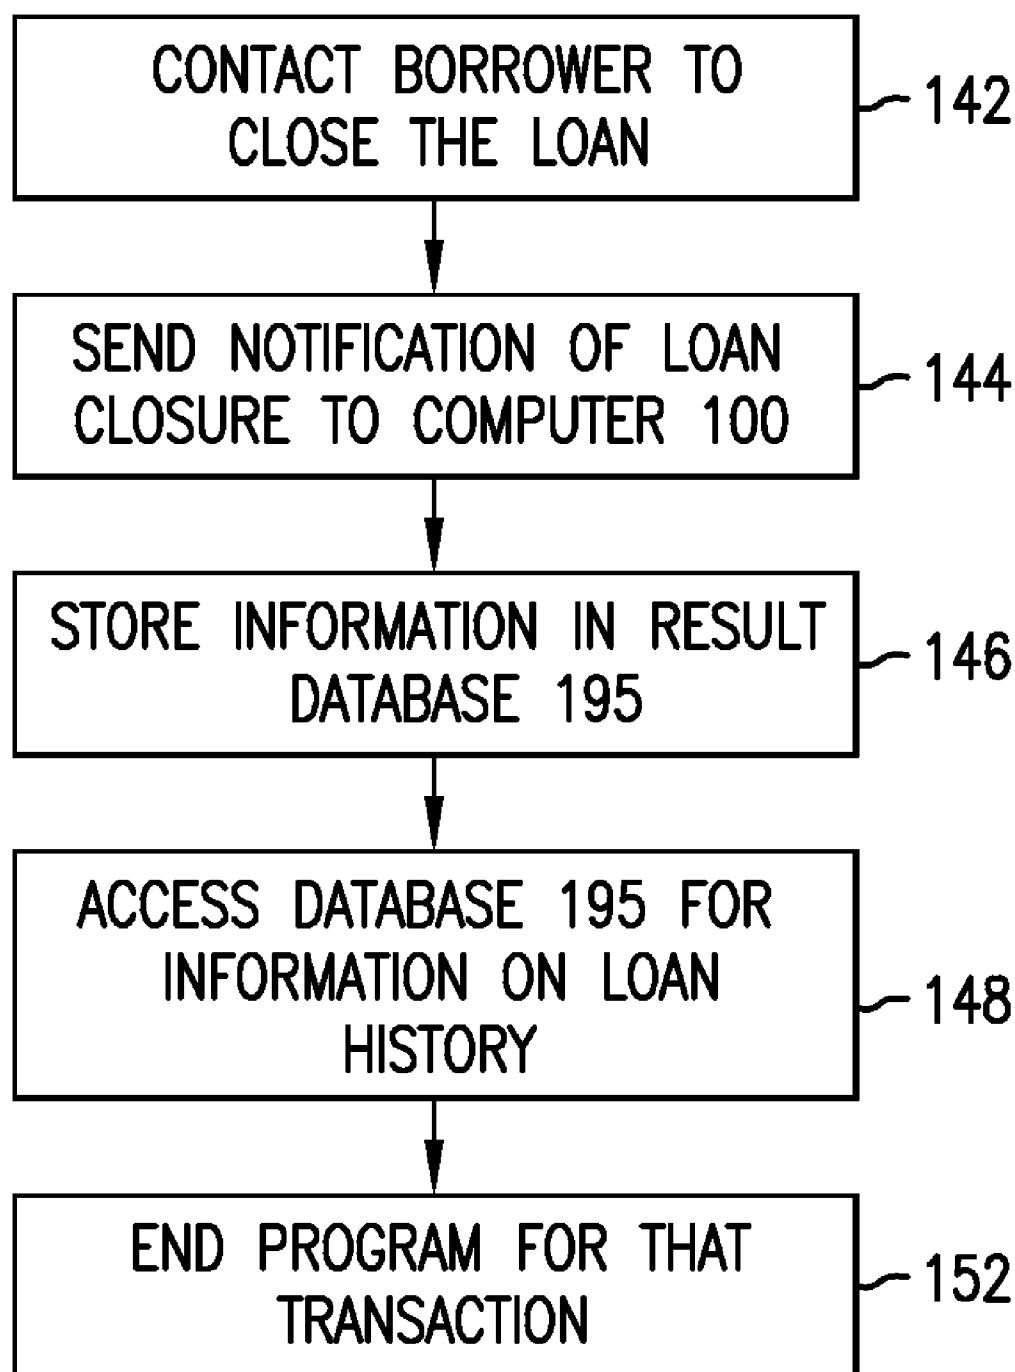 CONTACT BORROWER TO
CLOSE THE LOAN
142
SEND NOTIFICATION OF LOAN
CLOSURE TO COMPUTER 100
144
STORE INFORMATION IN RESULT
DATABASE 195
146
ACCESS DATABASE 195 FOR
INFORMATION ON LOAN
HISTORY
148
END PROGRAM FOR THAT
TRANSACTION
152